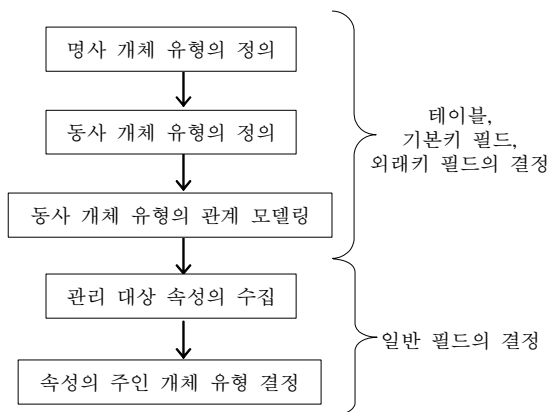 명사 개체 유형의 정의
동사 개체 유형의 정의
동사 개체 유형의 관계 모델링
관리 대상 속성의 수집
속성의 주인 개체 유형 결정
테이블,
기본키 필드,
외래키 필드의 결정
일반 필드의 결정